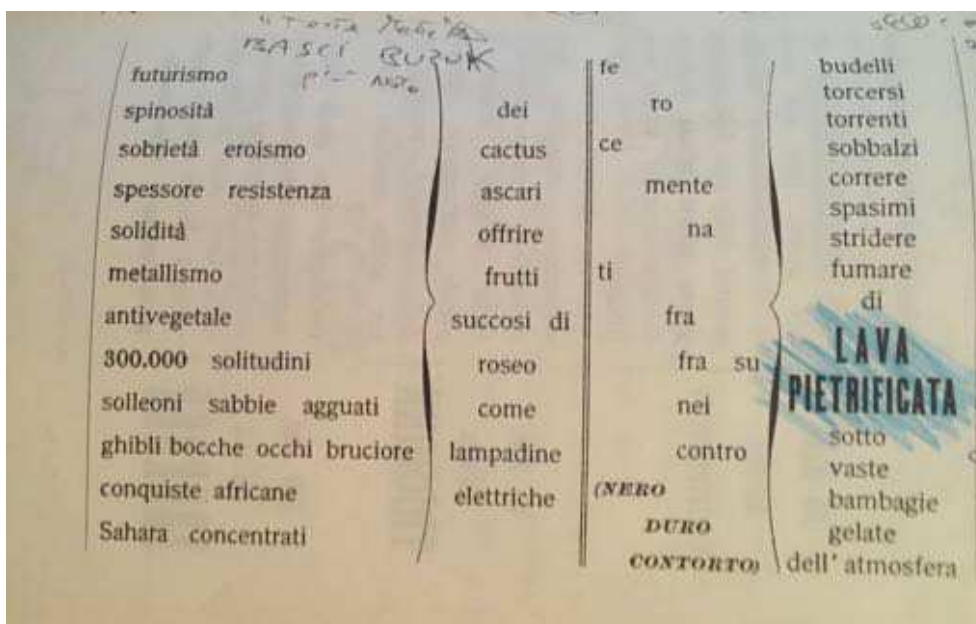 BASCI BUZUK
futurismo
spinosità
sobrietà eroismo
spessore resistenza
solidità
metallismo
antivegetale
300.000 solitudini
solleoni sabbie agguati
ghibli bocche occhi bruciore
conquiste africane
Sahara concentrati
dei
cactus
ascari
offrire
frutti
succosi di
roseo
come
lampadine
elettriche
fe
ro
ce
mente
na
ti
fra
fra su
nei
contro
(NERO
DURO
CONTORTO)
budelli
torcersi
torrenti
sobbalzi
correre
spasimi
stridere
fumare
di
LAVA
PIETRIFICATA
sotto
vaste
bambagie
gelate
dell' atmosfera